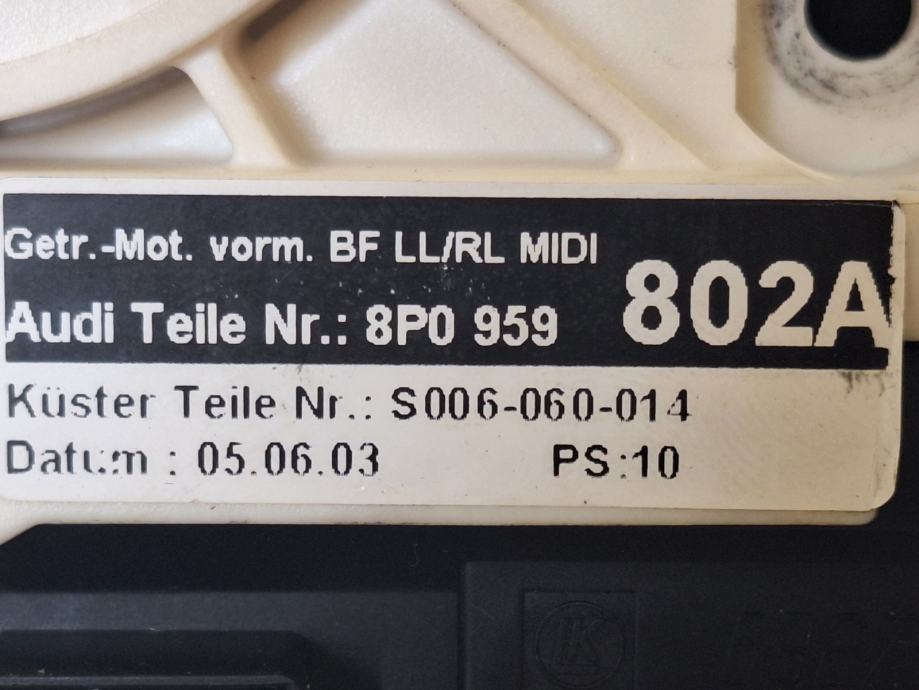 Getr.-Mot. vorm. BF LL/RL MIDI
Audi Teile Nr.: 8P0 959 802A
Küster Teile Nr.: S006-060-014
Datum : 05.06.03 PS:10
K